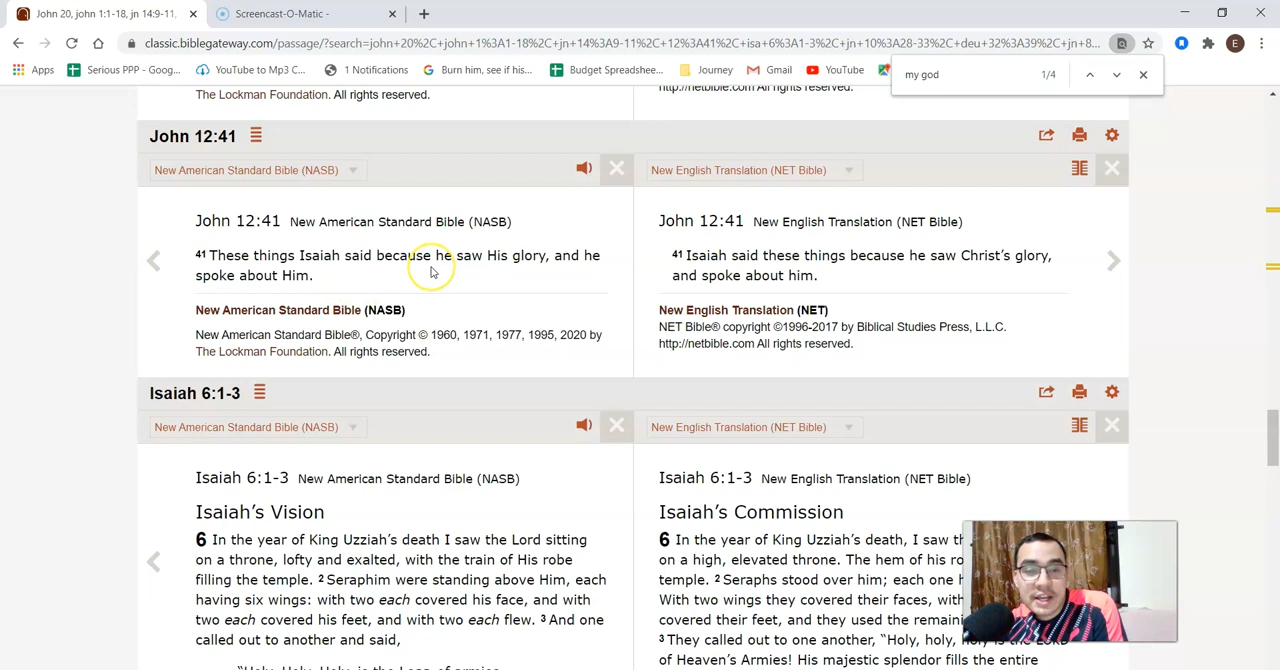 John 20, john 1:1-18, jn 14:9-11,
Screencast-O-Matic -
classic.biblegateway.com/passage/?search=john+20%2C+john+1%3A1-18%2C+jn+14%3A9-11%2C+12%3A41%2C+isa+6%3A1-3%2C+jn+10%3A28-33%2C+deu+32%3A39%2C+jn+8...
E
Apps
Serious PPP - Goog...
YouTube to Mp3 C...
1 Notifications
Burn him, see if his...
Budget Spreadshee...
Journey
Gmail
YouTube
my god
1/4
The Lockman Foundation. All rights reserved.
http://netbible.com All rights reserved.
John 12:41
New American Standard Bible (NASB)
New English Translation (NET Bible)
John 12:41 New American Standard Bible (NASB)
41 These things Isaiah said because he saw His glory, and he
spoke about Him.
New American Standard Bible (NASB)
New American Standard Bible®, Copyright © 1960, 1971, 1977, 1995, 2020 by
The Lockman Foundation. All rights reserved.
John 12:41 New English Translation (NET Bible)
41 Isaiah said these things because he saw Christ's glory,
and spoke about him.
New English Translation (NET)
NET Bible® copyright ©1996-2017 by Biblical Studies Press, L.L.C.
http://netbible.com All rights reserved.
Isaiah 6:1-3
New American Standard Bible (NASB)
New English Translation (NET Bible)
Isaiah 6:1-3 New American Standard Bible (NASB)
Isaiah's Vision
6 In the year of King Uzziah's death I saw the Lord sitting
on a throne, lofty and exalted, with the train of His robe
filling the temple. 2 Seraphim were standing above Him, each
having six wings: with two each covered his face, and with
two each covered his feet, and with two each flew. 3 And one
called out to another and said,
"Holy, Holy, Holy, is the Lord of armies
Isaiah 6:1-3 New English Translation (NET Bible)
Isaiah's Commission
6 In the year of King Uzziah's death, I saw the
on a high, elevated throne. The hem of his ro
temple. 2 Seraphs stood over him; each one h
With two wings they covered their faces, with
covered their feet, and they used the remaini
3 They called out to one another, "Holy, holy, holy is the LORD
of Heaven's Armies! His majestic splendor fills the entire